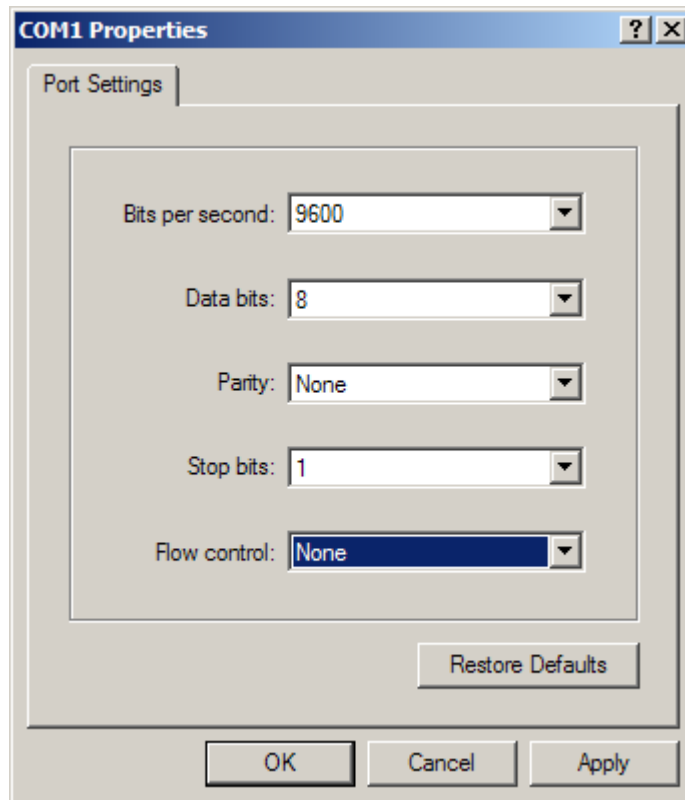 COM1 Properties
Port Settings
Bits per second: 9600
Data bits: 8
Parity: None
Stop bits: 1
Flow control: None
Restore Defaults
OK Cancel Apply